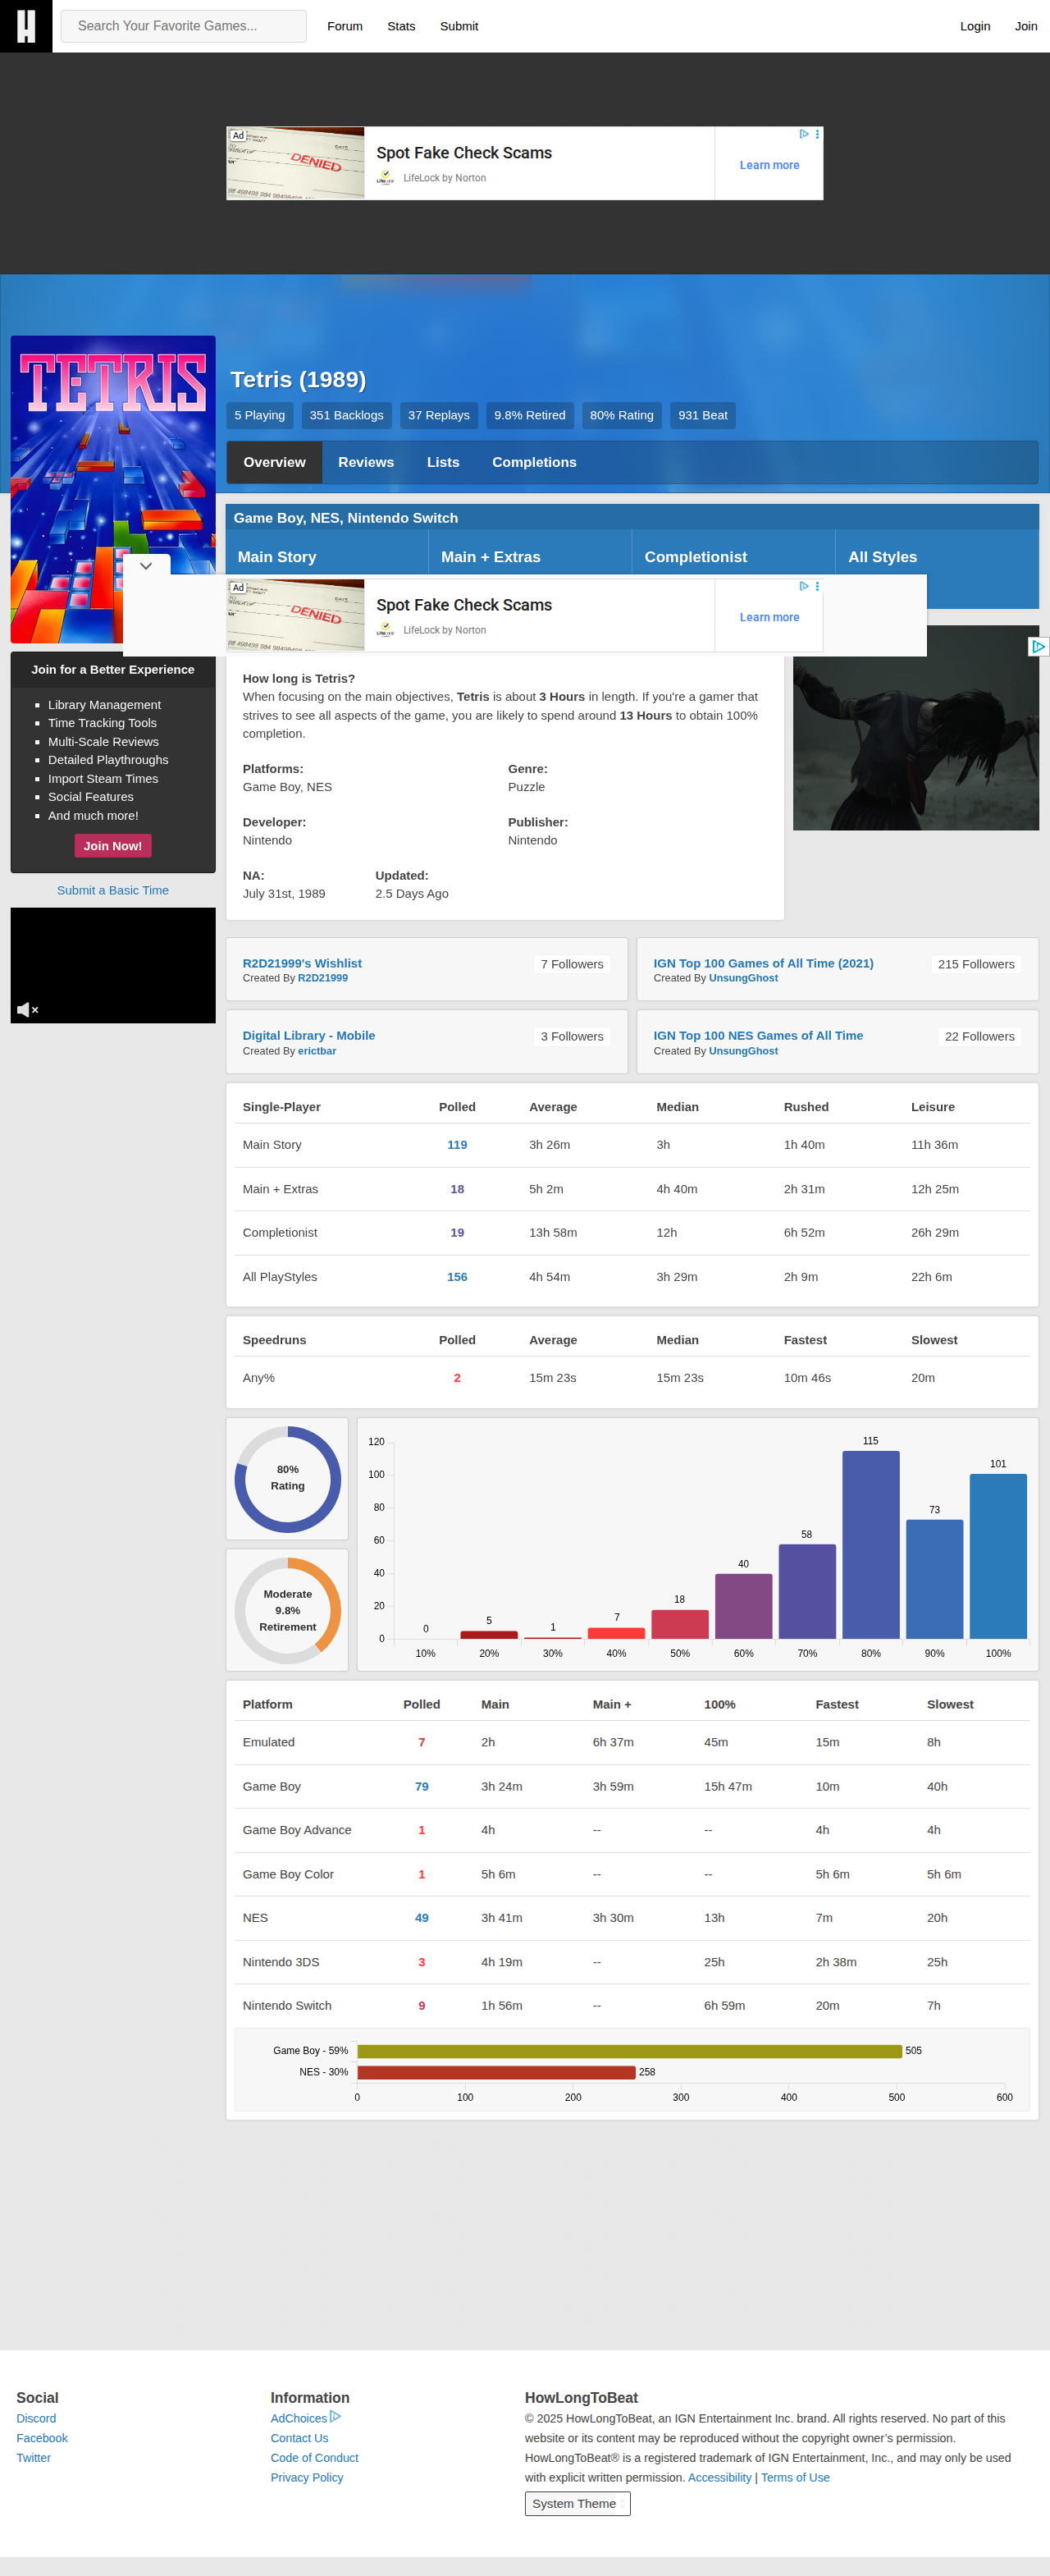 H
Search Your Favorite Games...
Forum
Stats
Submit
Login
Join
Ad
DENIED
Spot Fake Check Scams
LifeLock by Norton
Learn more
TETRIS
Tetris (1989)
5 Playing
351 Backlogs
37 Replays
9.8% Retired
80% Rating
931 Beat
Overview
Reviews
Lists
Completions
Game Boy, NES, Nintendo Switch
Main Story
Main + Extras
Completionist
All Styles
Ad
DENIED
Spot Fake Check Scams
LifeLock by Norton
Learn more
Join for a Better Experience
Library Management
Time Tracking Tools
Multi-Scale Reviews
Detailed Playthroughs
Import Steam Times
Social Features
And much more!
Join Now!
Submit a Basic Time
How long is Tetris?
When focusing on the main objectives, Tetris is about 3 Hours in length. If you're a gamer that
strives to see all aspects of the game, you are likely to spend around 13 Hours to obtain 100%
completion.
Platforms:
Game Boy, NES
Genre:
Puzzle
Developer:
Nintendo
Publisher:
Nintendo
NA:
July 31st, 1989
Updated:
2.5 Days Ago
R2D21999's Wishlist
Created By R2D21999
7 Followers
IGN Top 100 Games of All Time (2021)
Created By UnsungGhost
215 Followers
Digital Library - Mobile
Created By erictbar
3 Followers
IGN Top 100 NES Games of All Time
Created By UnsungGhost
22 Followers
Single-Player Polled Average Median Rushed Leisure
Main Story 119 3h 26m 3h 1h 40m 11h 36m
Main + Extras 18 5h 2m 4h 40m 2h 31m 12h 25m
Completionist 19 13h 58m 12h 6h 52m 26h 29m
All PlayStyles 156 4h 54m 3h 29m 2h 9m 22h 6m
Speedruns Polled Average Median Fastest Slowest
Any% 2 15m 23s 15m 23s 10m 46s 20m
80%
Rating
Moderate
9.8%
Retirement
120
100
80
60
40
20
0
0 5 1 7 18 40 58 115 73 101
10% 20% 30% 40% 50% 60% 70% 80% 90% 100%
Platform Polled Main Main + 100% Fastest Slowest
Emulated 7 2h 6h 37m 45m 15m 8h
Game Boy 79 3h 24m 3h 59m 15h 47m 10m 40h
Game Boy Advance 1 4h -- -- 4h 4h
Game Boy Color 1 5h 6m -- -- 5h 6m 5h 6m
NES 49 3h 41m 3h 30m 13h 7m 20h
Nintendo 3DS 3 4h 19m -- 25h 2h 38m 25h
Nintendo Switch 9 1h 56m -- 6h 59m 20m 7h
Game Boy - 59% 505
NES - 30% 258
0 100 200 300 400 500 600
Social
Discord
Facebook
Twitter
Information
AdChoices
Contact Us
Code of Conduct
Privacy Policy
HowLongToBeat
© 2025 HowLongToBeat, an IGN Entertainment Inc. brand. All rights reserved. No part of this
website or its content may be reproduced without the copyright owner’s permission.
HowLongToBeat® is a registered trademark of IGN Entertainment, Inc., and may only be used
with explicit written permission. Accessibility | Terms of Use
System Theme